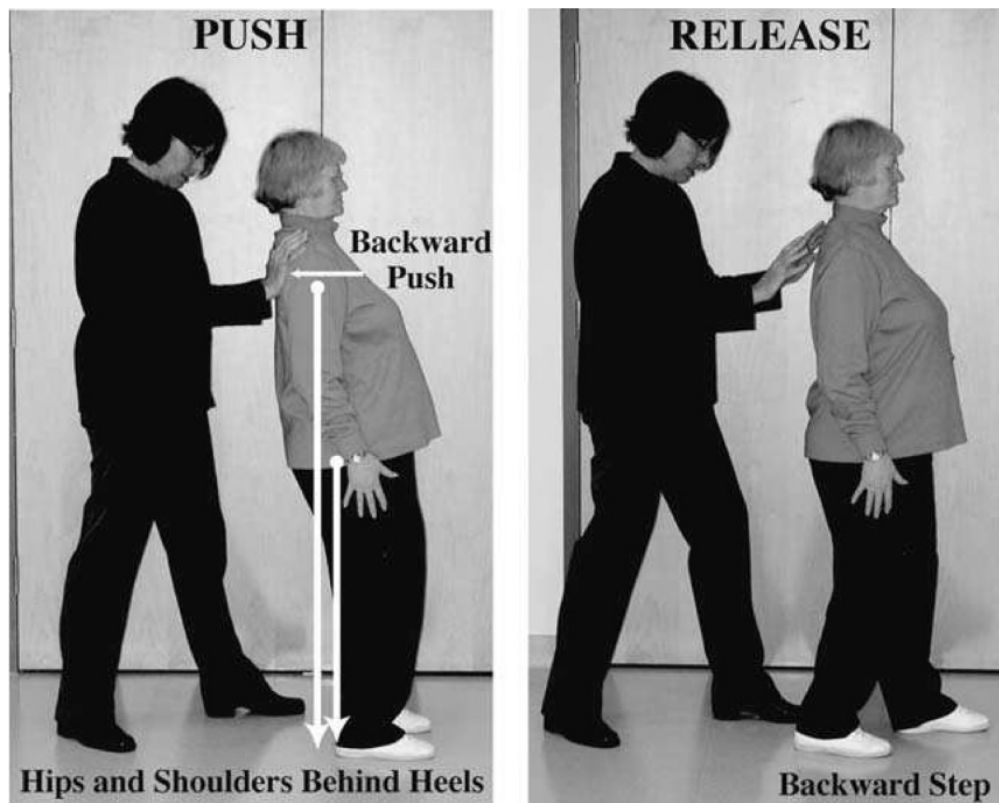 PUSH
Backward
Push
Hips and Shoulders Behind Heels
RELEASE
Backward Step